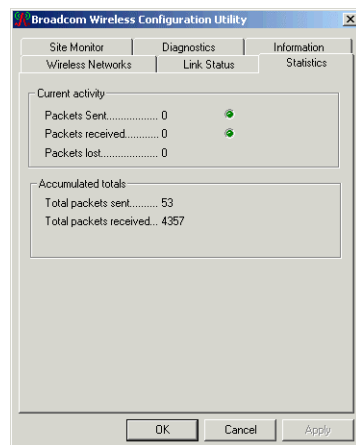 Broadcom Wireless Configuration Utility
Site Monitor Diagnostics Information
Wireless Networks Link Status Statistics
Current activity
Packets Sent................. 0
Packets received............ 0
Packets lost................. 0
Accumulated totals
Total packets sent.......... 53
Total packets received... 4357
OK Cancel Apply